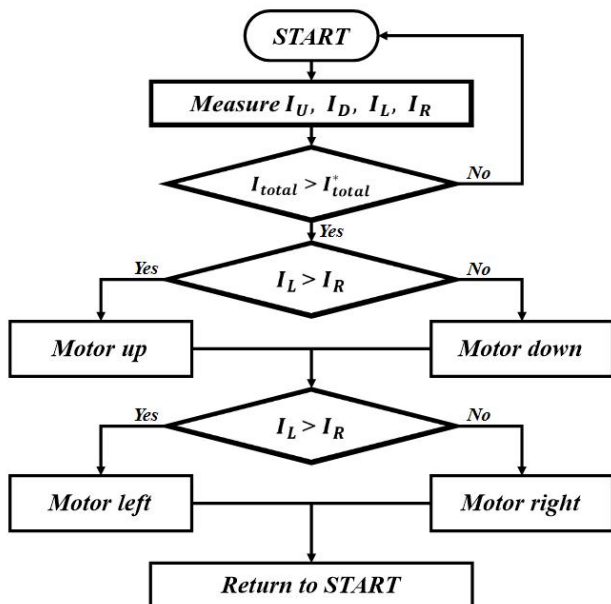 START
Measure I_U, I_D, I_L, I_R
I_total > I*_total
No
Yes
Yes
I_L > I_R
No
Motor up
Motor down
Yes
I_L > I_R
No
Motor left
Motor right
Return to START